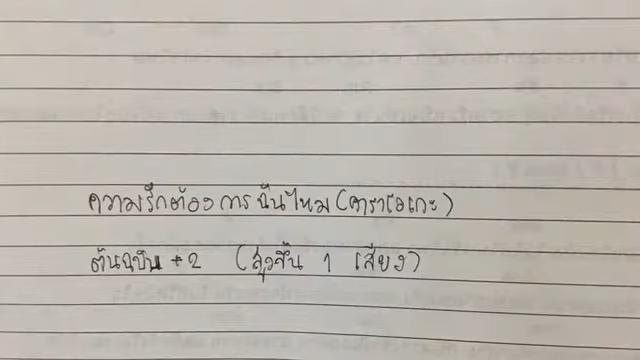 ความรักต้องการฉันไหม (คาราโอเกะ)
ต้นฉบับ +2 (สูงขึ้น 1 เสียง)